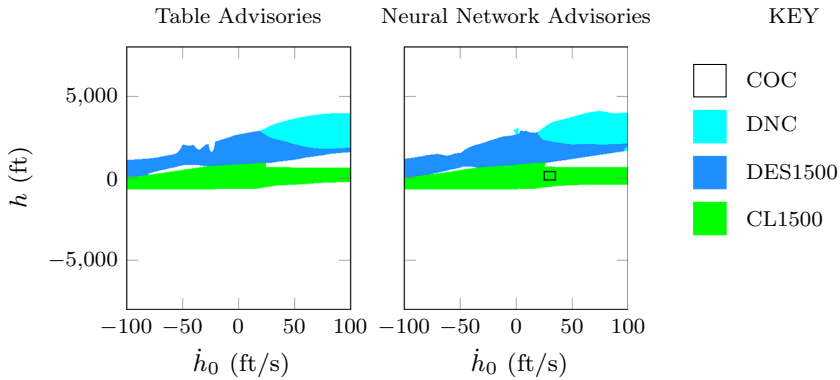 Table Advisories
Neural Network Advisories
KEY
5,000
0
−5,000
h (ft)
−100 −50 0 50 100
−100 −50 0 50 100
ḣ₀ (ft/s)
ḣ₀ (ft/s)
COC
DNC
DES1500
CL1500